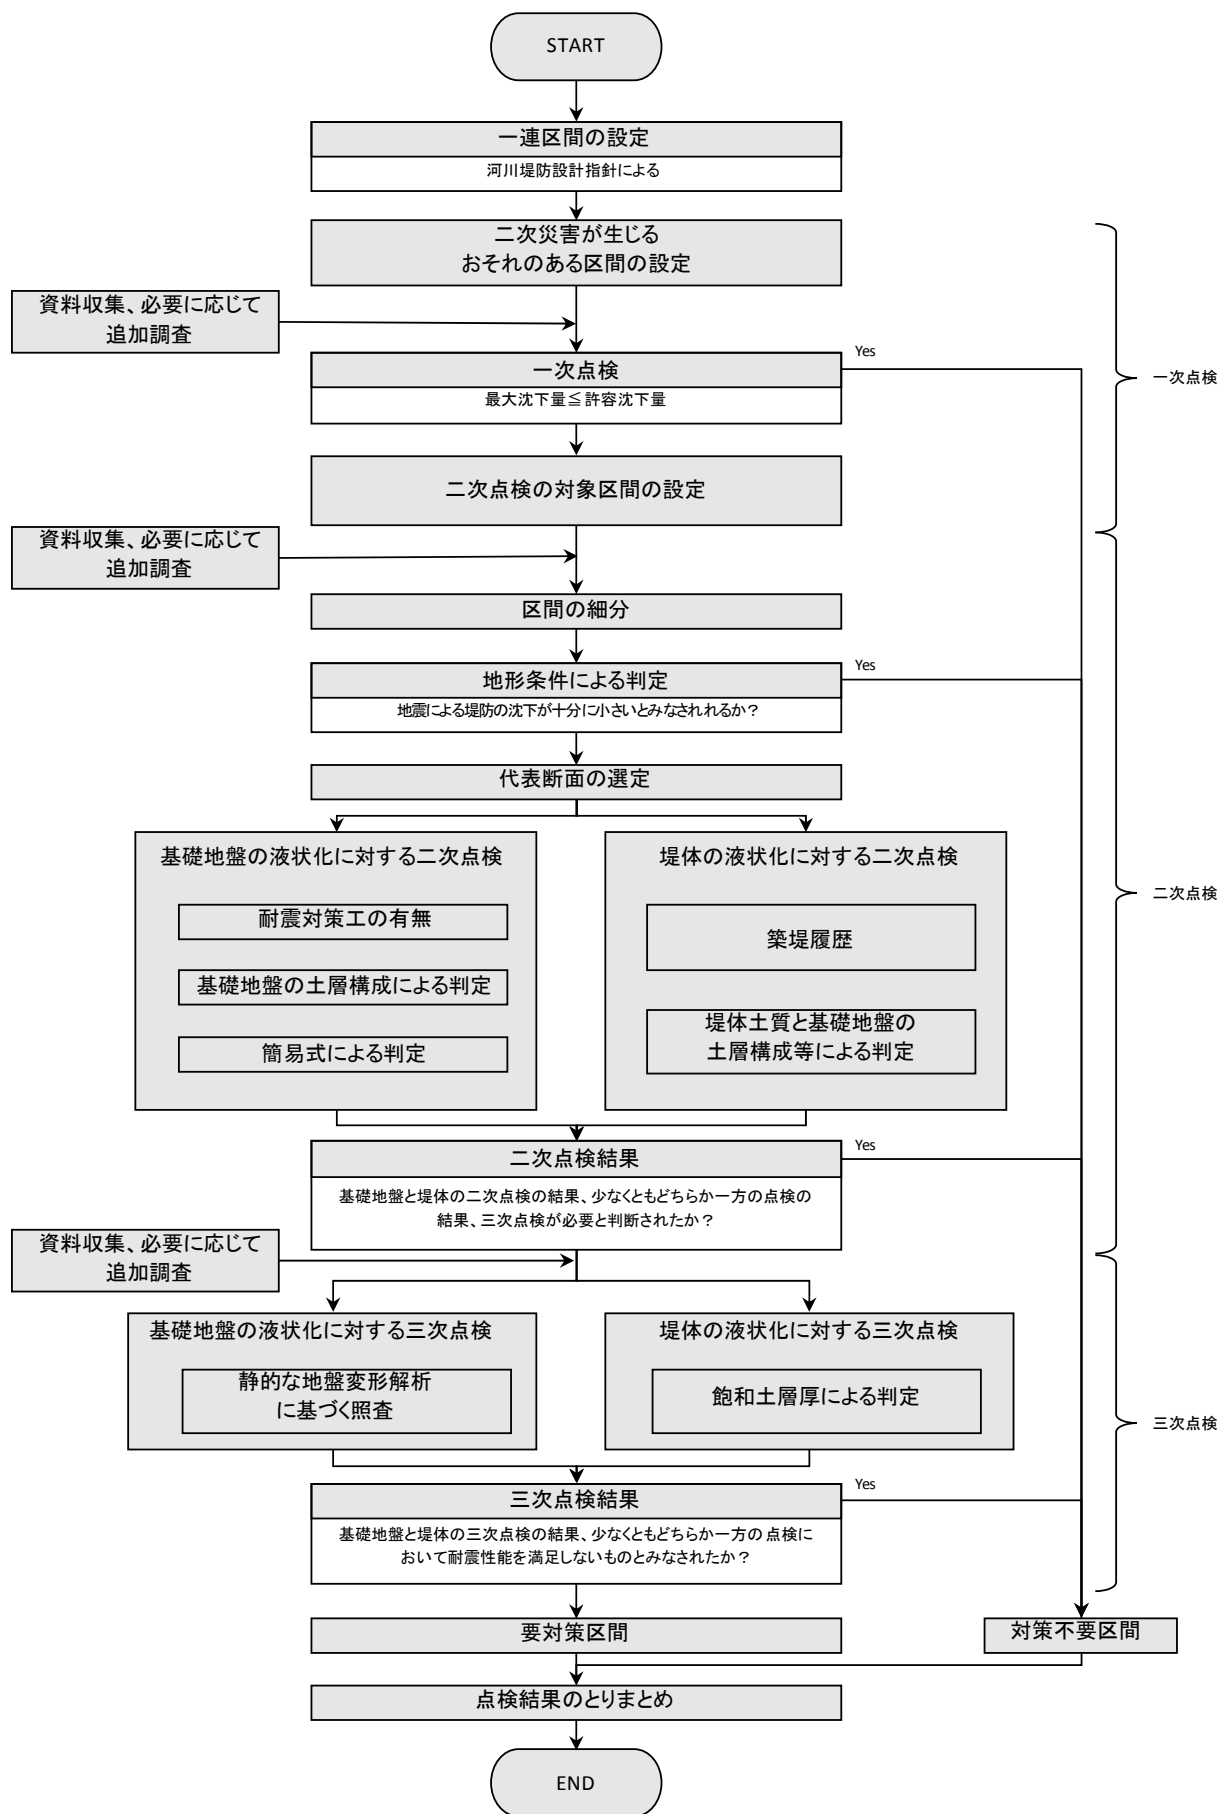 START
一連区間の設定
河川堤防設計指針による
二次災害が生じる
おそれのある区間の設定
資料収集、必要に応じて
追加調査
一次点検
最大沈下量≦許容沈下量
Yes
一次点検
二次点検の対象区間の設定
資料収集、必要に応じて
追加調査
区間の細分
地形条件による判定
地震による堤防の沈下が十分に小さいとみなされれるか？
Yes
代表断面の選定
基礎地盤の液状化に対する二次点検
耐震対策工の有無
基礎地盤の土層構成による判定
簡易式による判定
堤体の液状化に対する二次点検
築堤履歴
堤体土質と基礎地盤の
土層構成等による判定
二次点検
二次点検結果
基礎地盤と堤体の二次点検の結果、少なくともどちらか一方の点検の
結果、三次点検が必要と判断されたか？
Yes
資料収集、必要に応じて
追加調査
基礎地盤の液状化に対する三次点検
静的な地盤変形解析
に基づく照査
堤体の液状化に対する三次点検
飽和土層厚による判定
三次点検
三次点検結果
基礎地盤と堤体の三次点検の結果、少なくともどちらか一方の点検に
おいて耐震性能を満足しないものとみなされたか？
Yes
要対策区間
対策不要区間
点検結果のとりまとめ
END